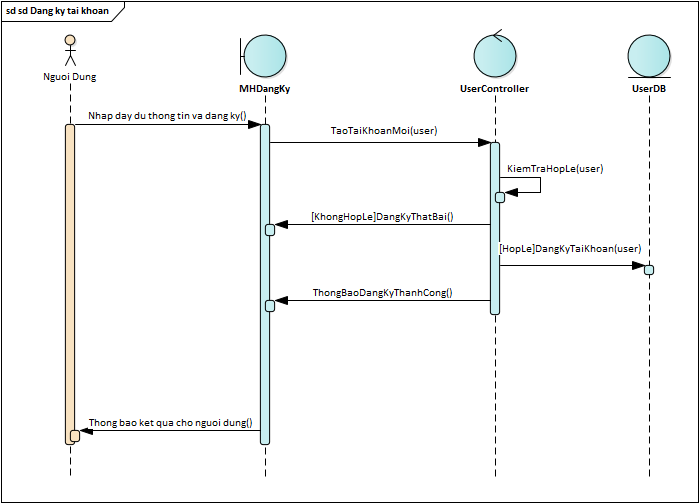 sd sd Dang ky tai khoan
Nguoi Dung
MHDangKy
UserController
UserDB
Nhap day du thong tin va dang ky()
TaoTaiKhoanMoi(user)
KiemTraHopLe(user)
[KhongHopLe]DangKyThatBai()
[HopLe]DangKyTaiKhoan(user)
ThongBaoDangKyThanhCong()
Thong bao ket qua cho nguoi dung()